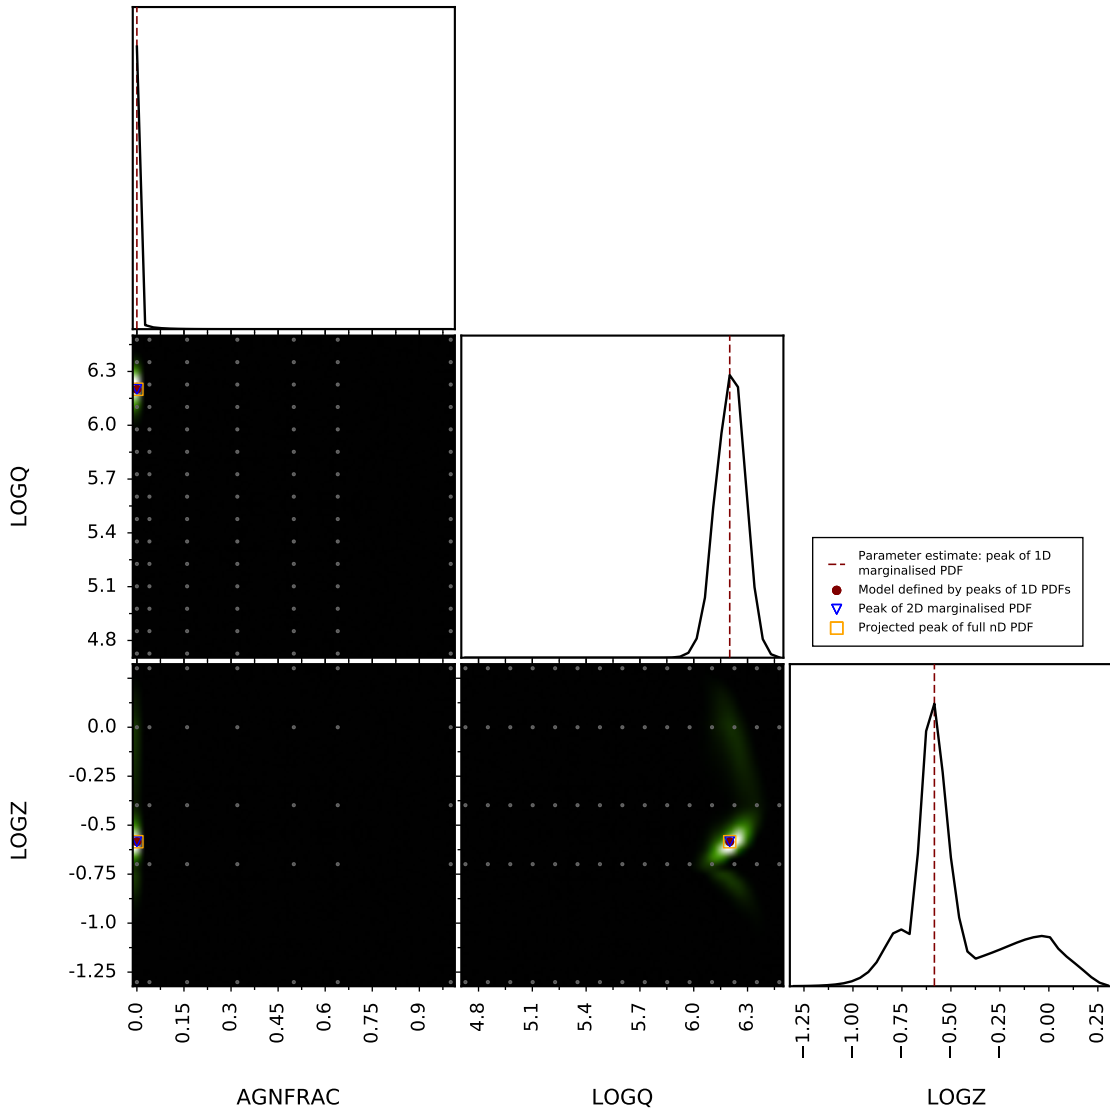 6.3
6.0
5.7
5.4
5.1
4.8
LOGQ
Parameter estimate: peak of 1D
marginalised PDF
Model defined by peaks of 1D PDFs
Peak of 2D marginalised PDF
Projected peak of full nD PDF
0.0
-0.25
-0.5
-0.75
-1.0
-1.25
LOGZ
0.0 0.15 0.3 0.45 0.6 0.75 0.9
4.8 5.1 5.4 5.7 6.0 6.3
−1.25 −1.00 −0.75 −0.50 −0.25 0.00 0.25
AGNFRAC LOGQ LOGZ